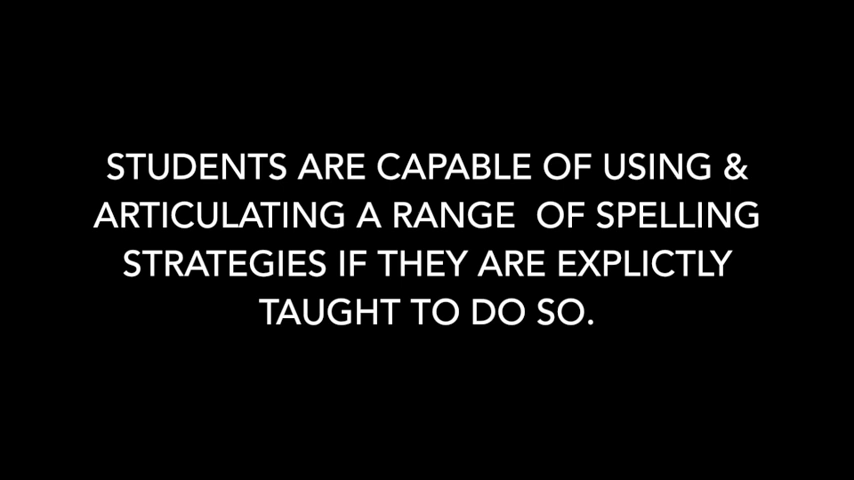 STUDENTS ARE CAPABLE OF USING &
ARTICULATING A RANGE  OF SPELLING
STRATEGIES IF THEY ARE EXPLICTLY
TAUGHT TO DO SO.